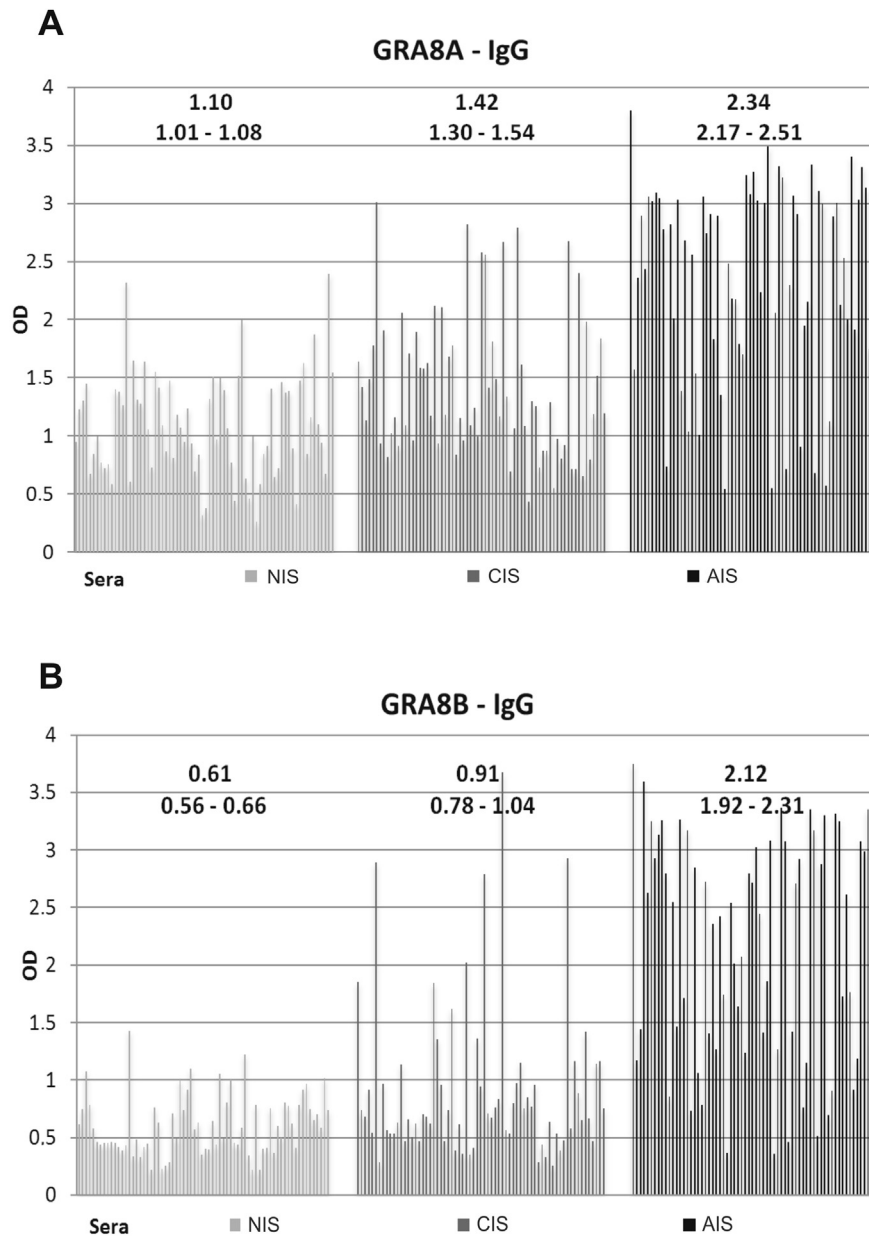 A
GRA8A - IgG
4
3.5
3
2.5
2
1.5
1
0.5
0
OD
1.10 1.42 2.34
1.01 - 1.08 1.30 - 1.54 2.17 - 2.51
Sera NIS CIS AIS
B
GRA8B - IgG
4
3.5
3
2.5
2
1.5
1
0.5
0
OD
0.61 0.91 2.12
0.56 - 0.66 0.78 - 1.04 1.92 - 2.31
Sera NIS CIS AIS